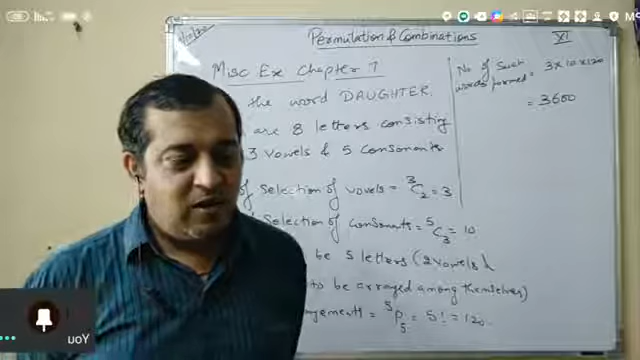 Permutation & Combinations
XI
Misc Ex Chapter 7
the word DAUGHTER.
are 8 letters consisting
3 vowels & 5 consonants
of selection of vowels = ³C₂ = 3
selection of consonants = ⁵C₃ = 10
be 5 letters (2 vowels &
to be arranged among themselves)
= ⁵P₅ = 5! = 120
No of such
words formed = 3 x 10 x 120
= 3600
You